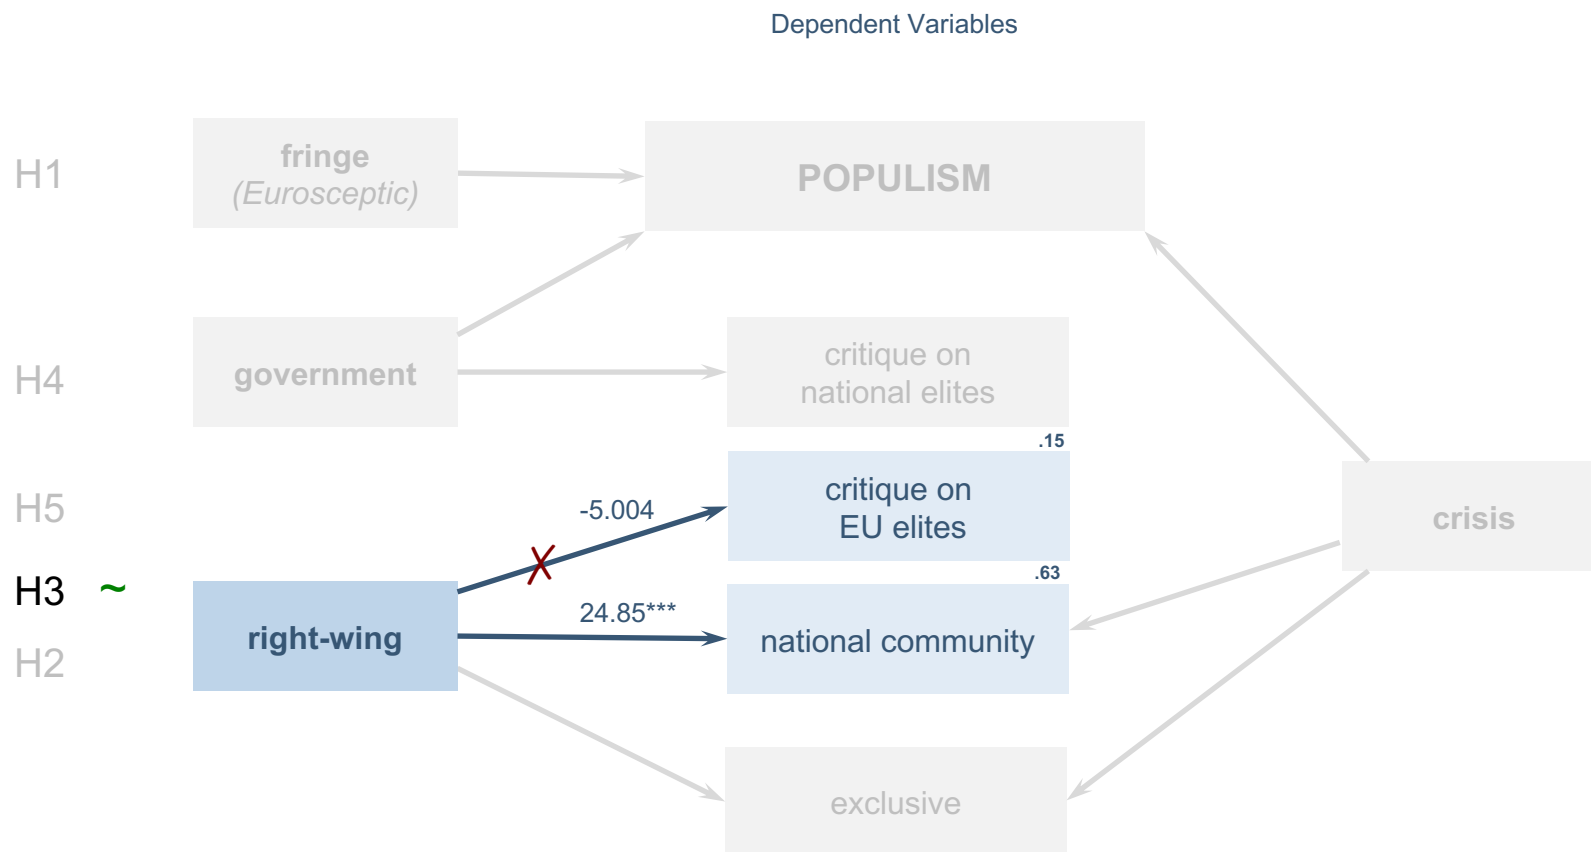 Dependent Variables
H1
fringe
(Eurosceptic)
POPULISM
H4
government
critique on
national elites
.15
H5
-5.004
critique on
EU elites
crisis
.63
H3 ~
24.85***
right-wing
national community
H2
exclusive